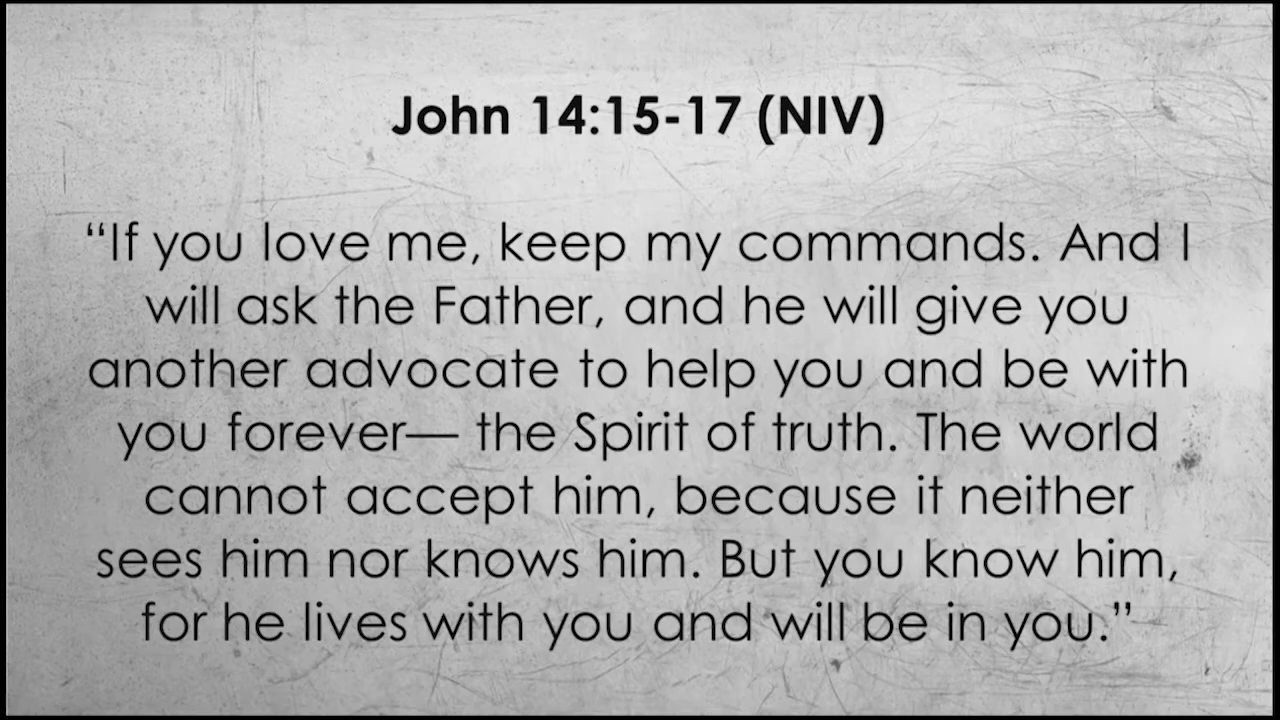 John 14:15-17 (NIV)
“If you love me, keep my commands. And I
will ask the Father, and he will give you
another advocate to help you and be with
you forever— the Spirit of truth. The world
cannot accept him, because it neither
sees him nor knows him. But you know him,
for he lives with you and will be in you.”